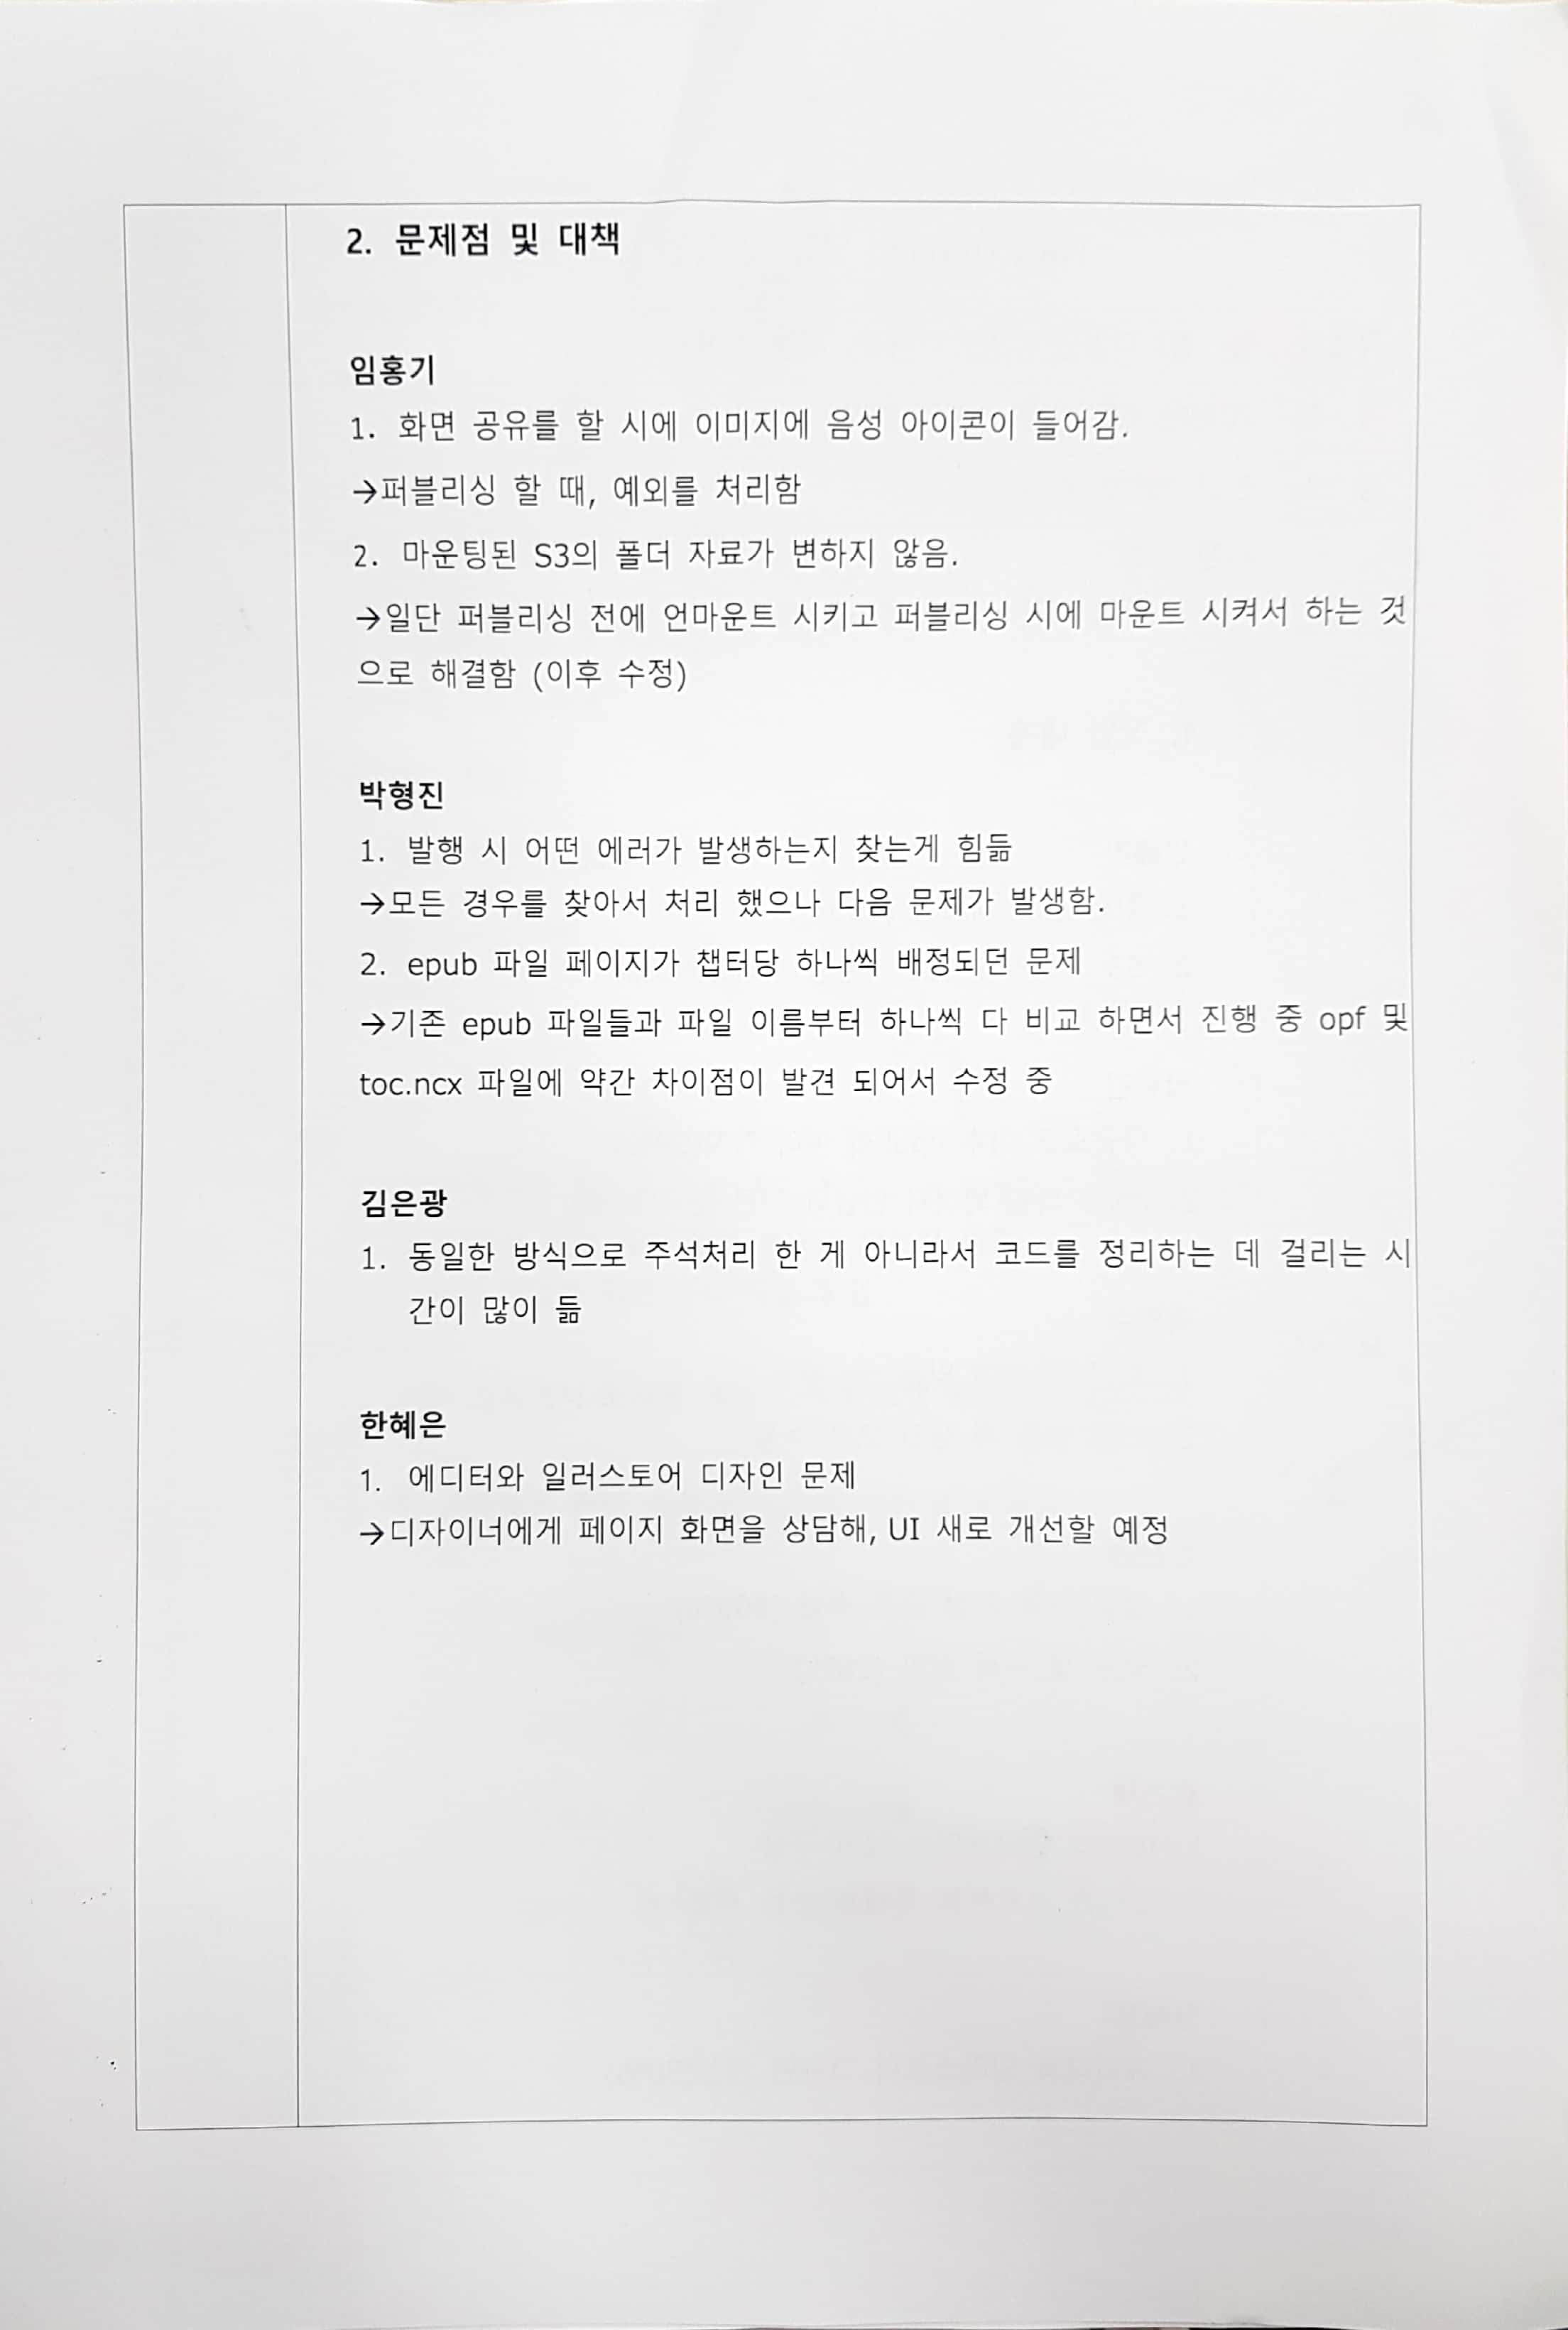 2. 문제점 및 대책
임홍기
1. 화면 공유를 할 시에 이미지에 음성 아이콘이 들어감.
→퍼블리싱 할 때, 예외를 처리함
2. 마운팅된 S3의 폴더 자료가 변하지 않음.
→일단 퍼블리싱 전에 언마운트 시키고 퍼블리싱 시에 마운트 시켜서 하는 것
으로 해결함 (이후 수정)
박형진
1. 발행 시 어떤 에러가 발생하는지 찾는게 힘듦
→모든 경우를 찾아서 처리 했으나 다음 문제가 발생함.
2. epub 파일 페이지가 챕터당 하나씩 배정되던 문제
→기존 epub 파일들과 파일 이름부터 하나씩 다 비교 하면서 진행 중 opf 및
toc.ncx 파일에 약간 차이점이 발견 되어서 수정 중
김은광
1. 동일한 방식으로 주석처리 한 게 아니라서 코드를 정리하는 데 걸리는 시
간이 많이 듦
한혜은
1. 에디터와 일러스토어 디자인 문제
→디자이너에게 페이지 화면을 상담해, UI 새로 개선할 예정